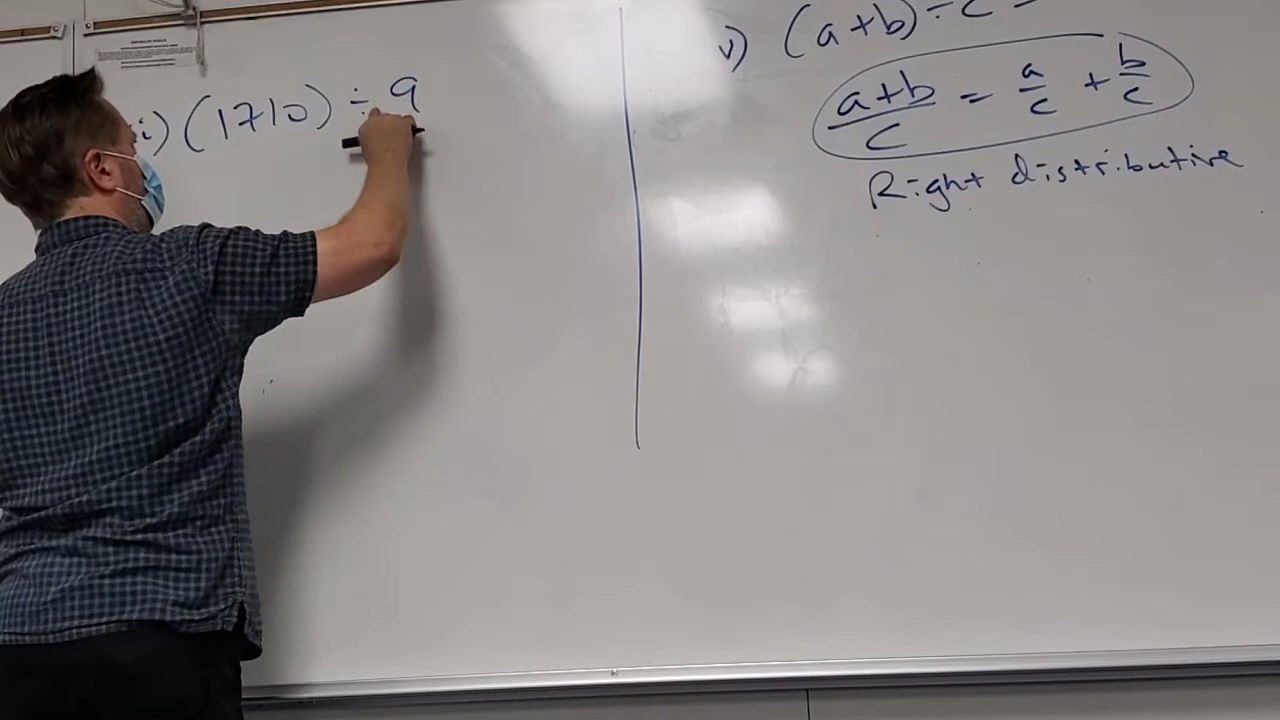 i) (1710) ÷ 9
v) (a+b) ÷ c =
(a+b)/c = a/c + b/c
Right distributive